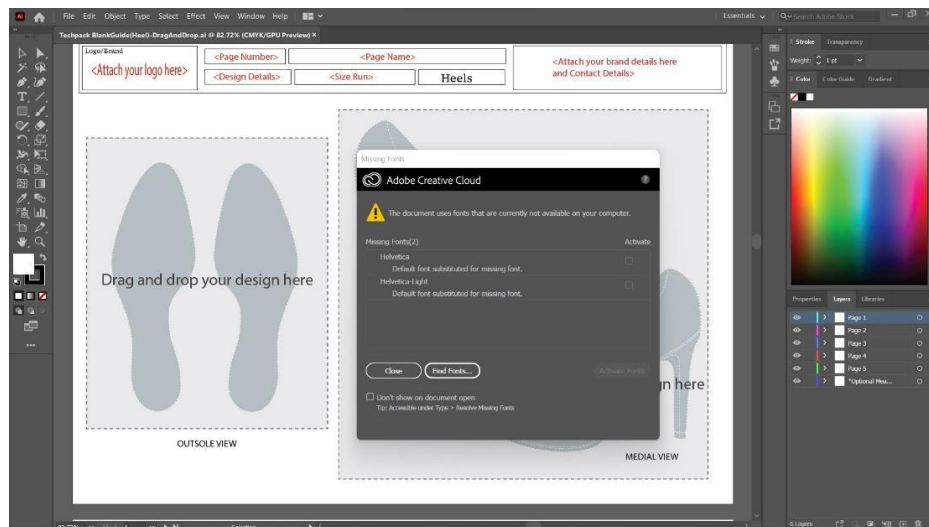 File Edit Object Type Select Effect View Window Help
Essentials
Search Adobe Stock
Techpack BlankGuide(Heel)-DragAndDrop.ai @ 82.72% (CMYK/GPU Preview) ×
Logo/Brand
<Attach your logo here>
<Page Number>
<Page Name>
<Design Details>
<Size Run>
Heels
<Attach your brand details here
and Contact Details>
Drag and drop your design here
OUTSOLE VIEW
gn here
MEDIAL VIEW
Missing Fonts
Adobe Creative Cloud
The document uses fonts that are currently not available on your computer.
Missing Fonts(2) Activate
Helvetica
Default font substituted for missing font.
Helvetica-Light
Default font substituted for missing font.
Close Find Fonts... Activate Fonts
Don't show on document open
Tip: Accessible under Type > Resolve Missing Fonts
Stroke Transparency
Weight: 1 pt
Color Color Guide Gradient
Properties Layers Libraries
Page 1
Page 2
Page 3
Page 4
Page 5
*Optional Hea...
6 Layers
82.72%
Selection